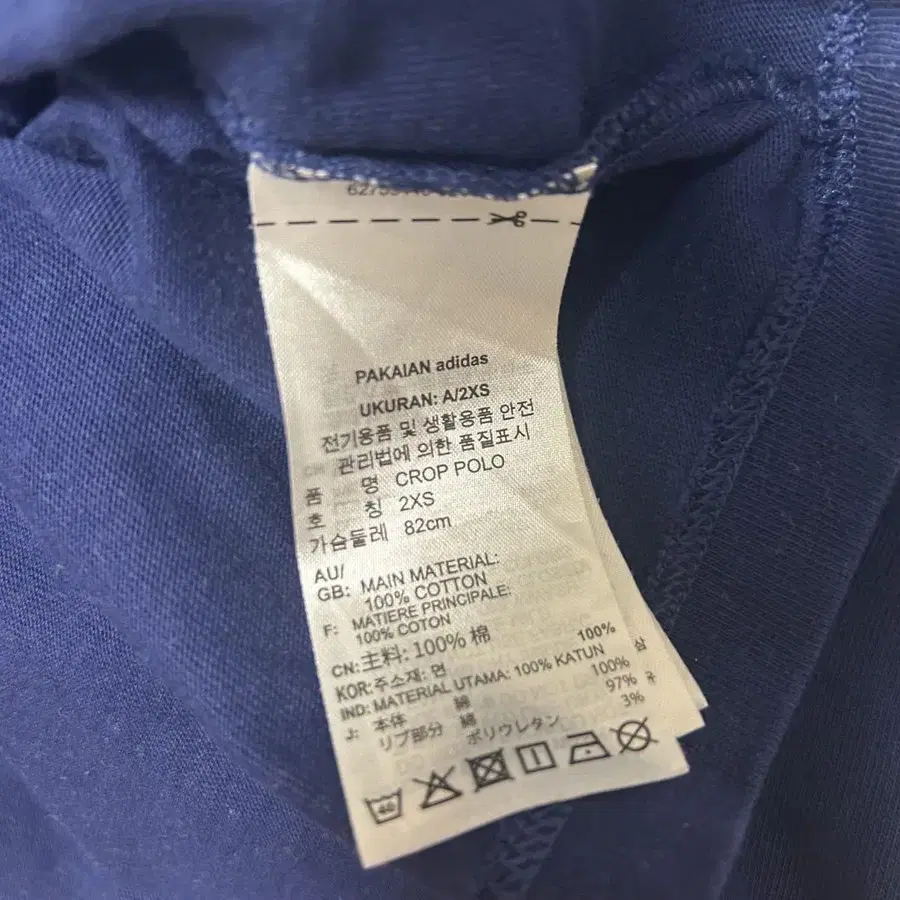 PAKAIAN adidas
UKURAN: A/2XS
전기용품 및 생활용품 안전
관리법에 의한 품질표시
품 명 CROP POLO
호 칭 2XS
가슴둘레 82cm
AU/
GB: MAIN MATERIAL:
100% COTTON
F: MATIERE PRINCIPALE:
100% COTON
CN:主料: 100% 棉
KOR:주소재: 면 100%
IND:MATERIAL UTAMA: 100% KATUN
J: 本体 綿 100%
リブ部分 綿 97%
ポリウレタン 3%
40